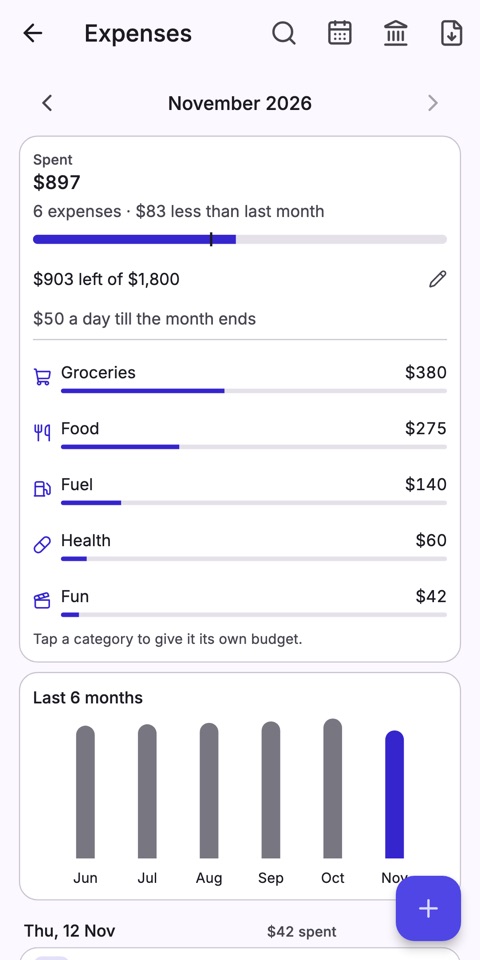 Expenses
November 2026
Spent
$897
6 expenses · $83 less than last month
$903 left of $1,800
$50 a day till the month ends
Groceries $380
Food $275
Fuel $140
Health $60
Fun $42
Tap a category to give it its own budget.
Last 6 months
Jun Jul Aug Sep Oct Nov
Thu, 12 Nov $42 spent